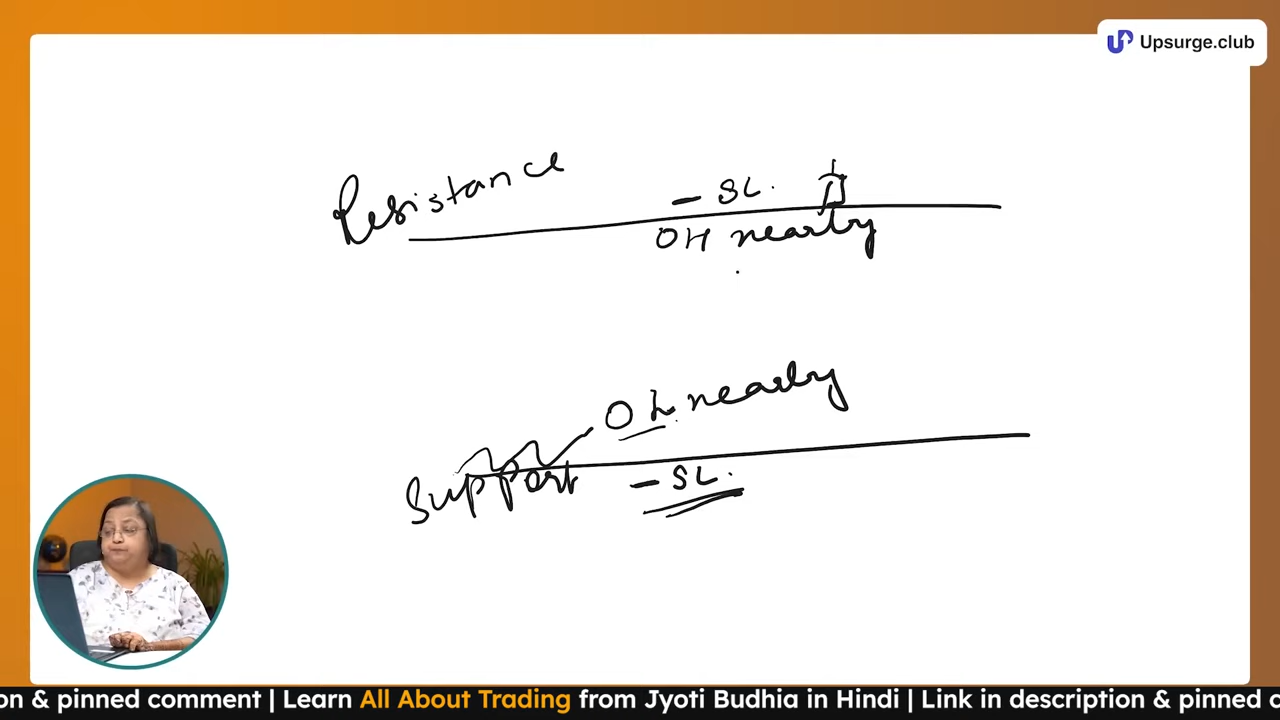 Upsurge.club
Resistance
- SL.
OH nearby
OL nearby
Support
- SL.
on & pinned comment | Learn All About Trading from Jyoti Budhia in Hindi | Link in description & pinned c